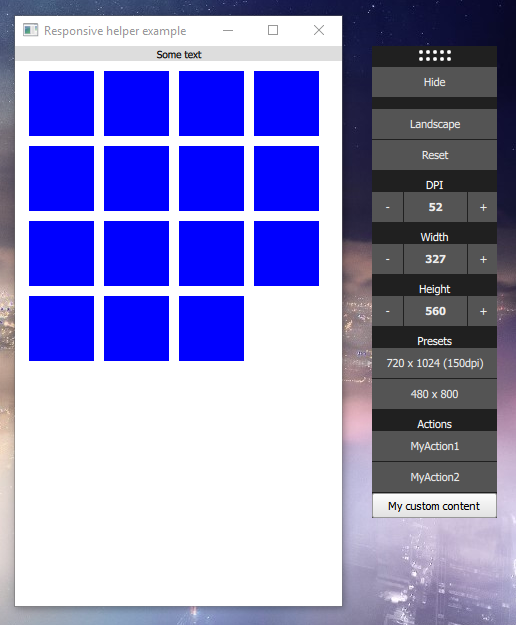 Responsive helper example
Some text
Hide
Landscape
Reset
DPI
- 52 +
Width
- 327 +
Height
- 560 +
Presets
720 x 1024 (150dpi)
480 x 800
Actions
MyAction1
MyAction2
My custom content